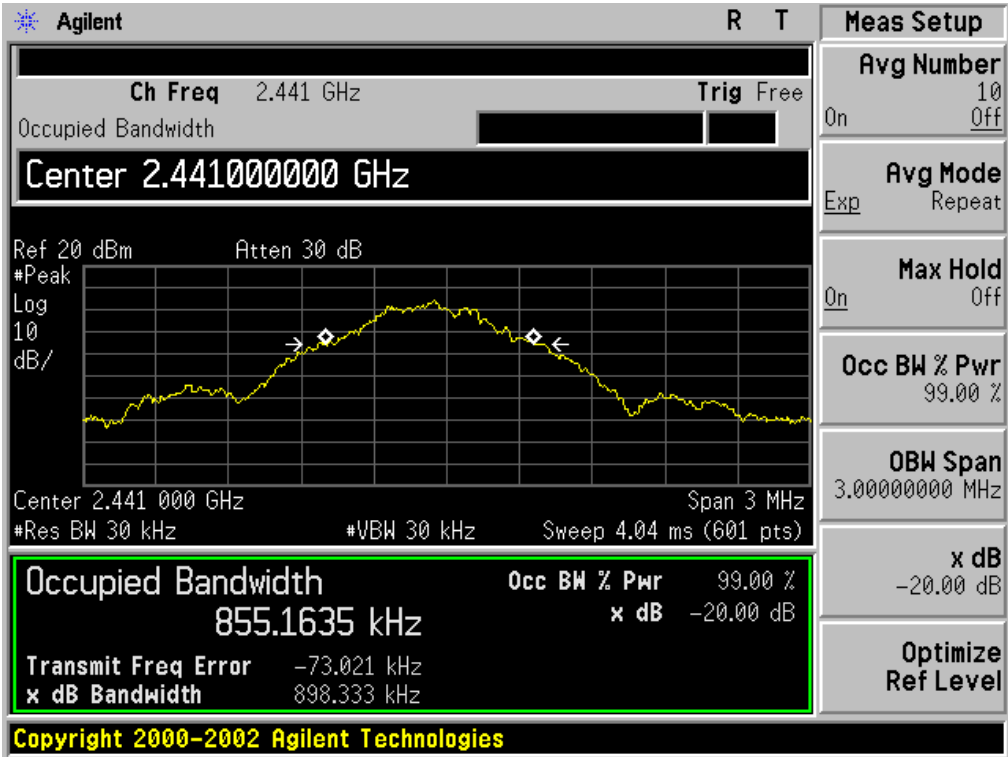 Agilent
R T
Ch Freq 2.441 GHz
Trig Free
Occupied Bandwidth
Center 2.441000000 GHz
Ref 20 dBm
Atten 30 dB
#Peak
Log
10
dB/
Center 2.441 000 GHz
Span 3 MHz
#Res BW 30 kHz
#VBW 30 kHz
Sweep 4.04 ms (601 pts)
Occupied Bandwidth
855.1635 kHz
Occ BW % Pwr 99.00 %
x dB -20.00 dB
Transmit Freq Error -73.021 kHz
x dB Bandwidth 898.333 kHz
Copyright 2000-2002 Agilent Technologies
Meas Setup
Avg Number
10
On Off
Avg Mode
Exp Repeat
Max Hold
On Off
Occ BW % Pwr
99.00 %
OBW Span
3.00000000 MHz
x dB
-20.00 dB
Optimize
Ref Level